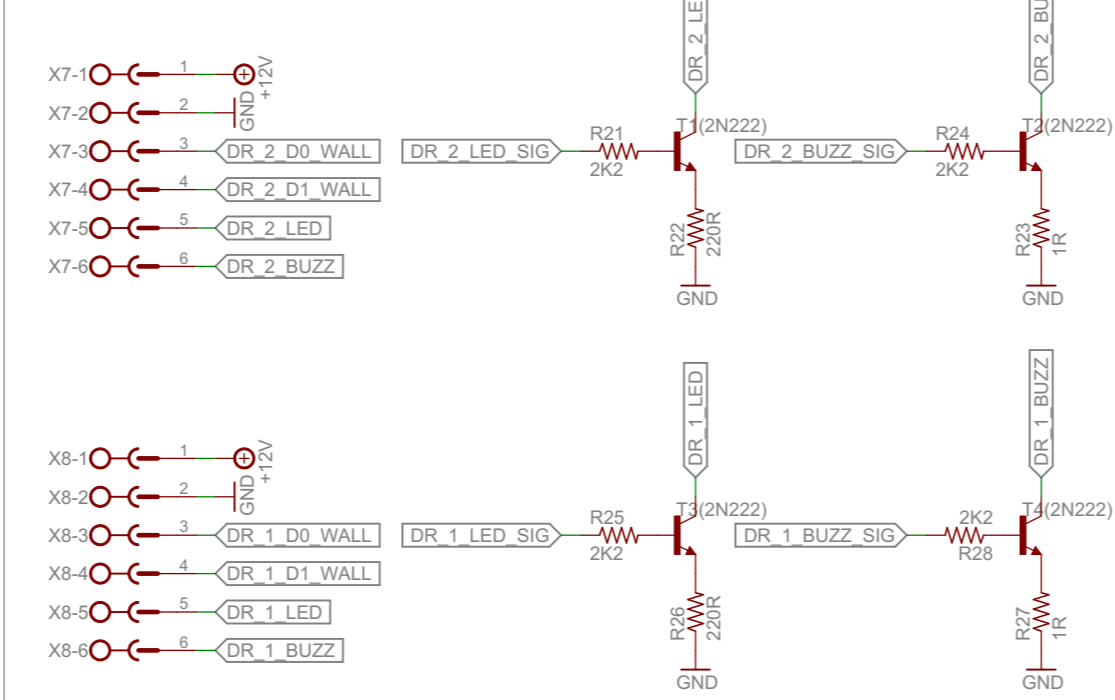 X7-1
1
+12V
X7-2
2
GND
X7-3
3
DR_2_D0_WALL
X7-4
4
DR_2_D1_WALL
X7-5
5
DR_2_LED
X7-6
6
DR_2_BUZZ
DR_2_LE
T1(2N222)
DR_2_LED_SIG
R21
2K2
R22
220R
GND
DR_2_BU
T2(2N222)
DR_2_BUZZ_SIG
R24
2K2
R23
1R
GND
X8-1
1
+12V
X8-2
2
GND
X8-3
3
DR_1_D0_WALL
X8-4
4
DR_1_D1_WALL
X8-5
5
DR_1_LED
X8-6
6
DR_1_BUZZ
DR_1_LED
T3(2N222)
DR_1_LED_SIG
R25
2K2
R26
220R
GND
DR_1_BUZZ
T4(2N222)
DR_1_BUZZ_SIG
2K2
R28
R27
1R
GND